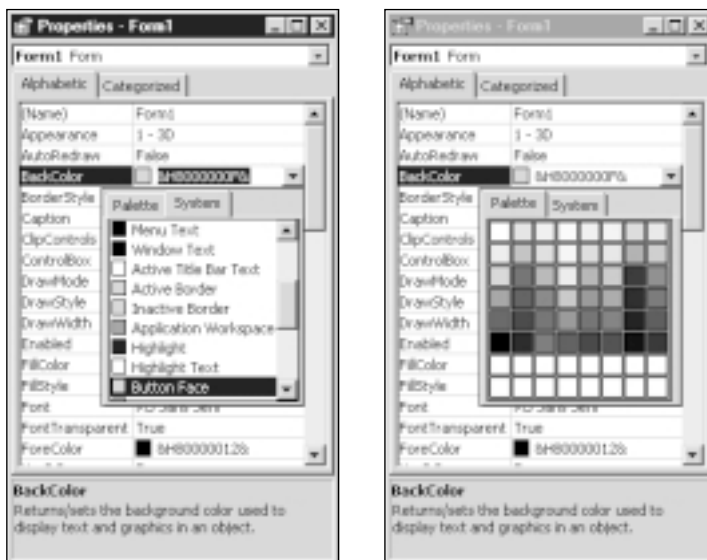 Properties - Form1
Form1 Form
Alphabetic Categorized
(Name) Form1
Appearance 1 - 3D
AutoRedraw False
BackColor &H8000000F&
BorderStyle
Palette System
Caption
Menu Text
ClipControls
Window Text
ControlBox
Active Title Bar Text
DrawMode
Active Border
DrawStyle
Inactive Border
DrawWidth
Application Workspace
Enabled
Highlight
FillColor
Highlight Text
FillStyle
Button Face
Font
FontTransparent True
ForeColor &H80000012&
BackColor
Returns/sets the background color used to
display text and graphics in an object.
Properties - Form1
Form1 Form
Alphabetic Categorized
(Name) Form1
Appearance 1 - 3D
AutoRedraw False
BackColor &H8000000F&
BorderStyle
Palette System
Caption
ClipControls
ControlBox
DrawMode
DrawStyle
DrawWidth
Enabled
FillColor
FillStyle
Font
FontTransparent True
ForeColor &H80000012&
BackColor
Returns/sets the background color used to
display text and graphics in an object.